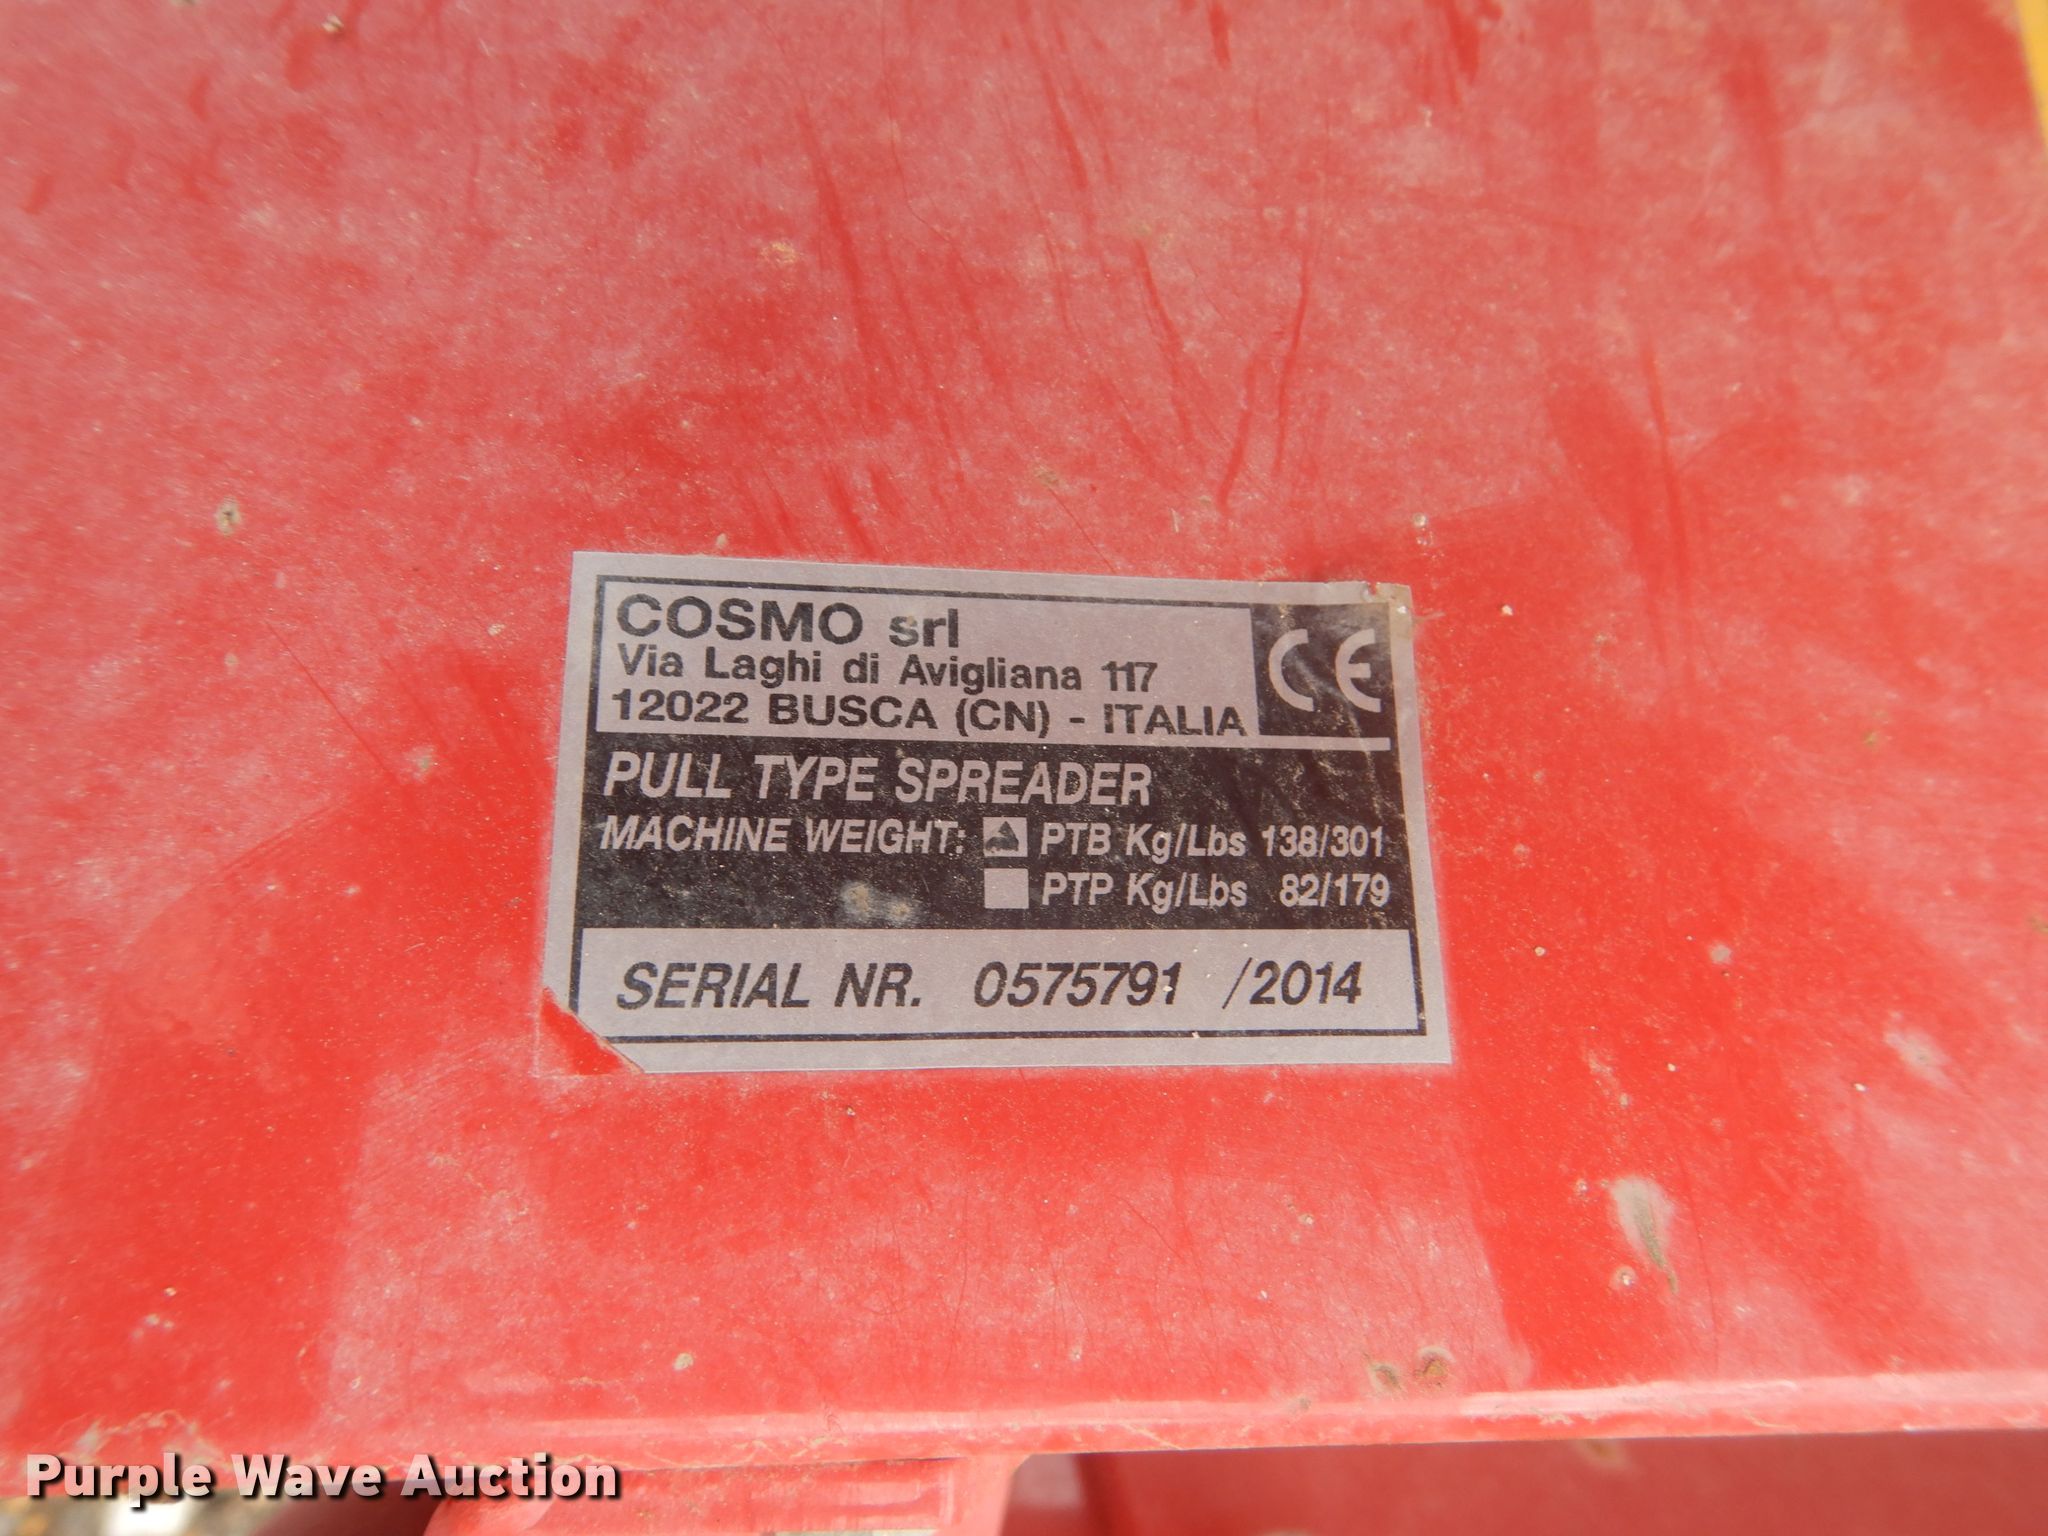 COSMO srl
Via Laghi di Avigliana 117
12022 BUSCA (CN) - ITALIA
CE
PULL TYPE SPREADER
MACHINE WEIGHT: PTB Kg/Lbs 138/301
PTP Kg/Lbs 82/179
SERIAL NR. 0575791 /2014
Purple Wave Auction